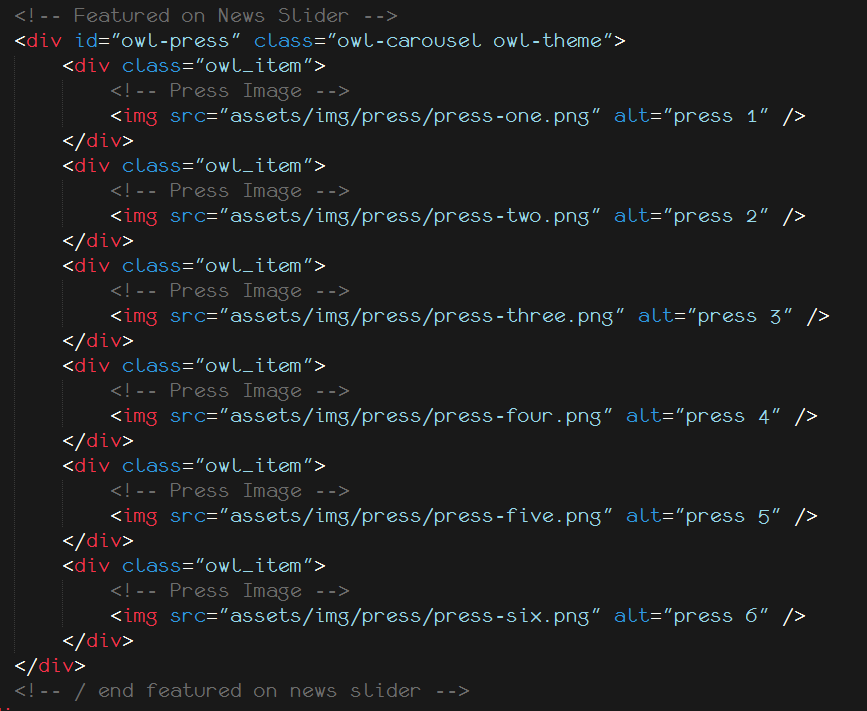 <!-- Featured on News Slider -->
<div id="owl-press" class="owl-carousel owl-theme">
<div class="owl_item">
<!-- Press Image -->
<img src="assets/img/press/press-one.png" alt="press 1" />
</div>
<div class="owl_item">
<!-- Press Image -->
<img src="assets/img/press/press-two.png" alt="press 2" />
</div>
<div class="owl_item">
<!-- Press Image -->
<img src="assets/img/press/press-three.png" alt="press 3" />
</div>
<div class="owl_item">
<!-- Press Image -->
<img src="assets/img/press/press-four.png" alt="press 4" />
</div>
<div class="owl_item">
<!-- Press Image -->
<img src="assets/img/press/press-five.png" alt="press 5" />
</div>
<div class="owl_item">
<!-- Press Image -->
<img src="assets/img/press/press-six.png" alt="press 6" />
</div>
</div>
<!-- / end featured on news slider -->